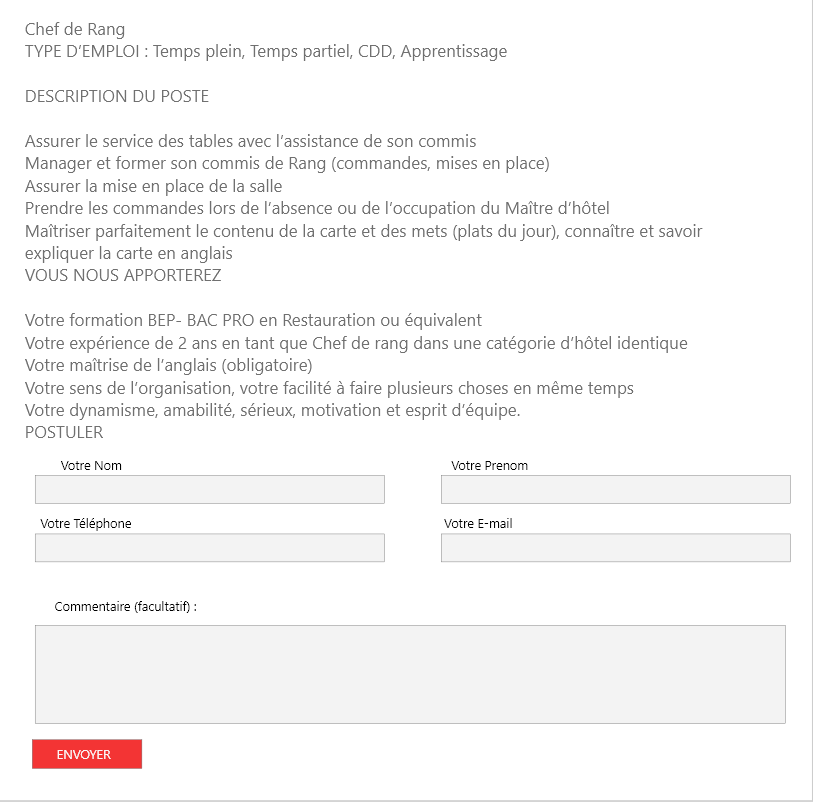 Chef de Rang
TYPE D’EMPLOI : Temps plein, Temps partiel, CDD, Apprentissage
DESCRIPTION DU POSTE
Assurer le service des tables avec l’assistance de son commis
Manager et former son commis de Rang (commandes, mises en place)
Assurer la mise en place de la salle
Prendre les commandes lors de l’absence ou de l’occupation du Maître d’hôtel
Maîtriser parfaitement le contenu de la carte et des mets (plats du jour), connaître et savoir
expliquer la carte en anglais
VOUS NOUS APPORTEREZ
Votre formation BEP- BAC PRO en Restauration ou équivalent
Votre expérience de 2 ans en tant que Chef de rang dans une catégorie d’hôtel identique
Votre maîtrise de l’anglais (obligatoire)
Votre sens de l’organisation, votre facilité à faire plusieurs choses en même temps
Votre dynamisme, amabilité, sérieux, motivation et esprit d’équipe.
POSTULER
Votre Nom Votre Prenom
Votre Téléphone Votre E-mail
Commentaire (facultatif) :
ENVOYER